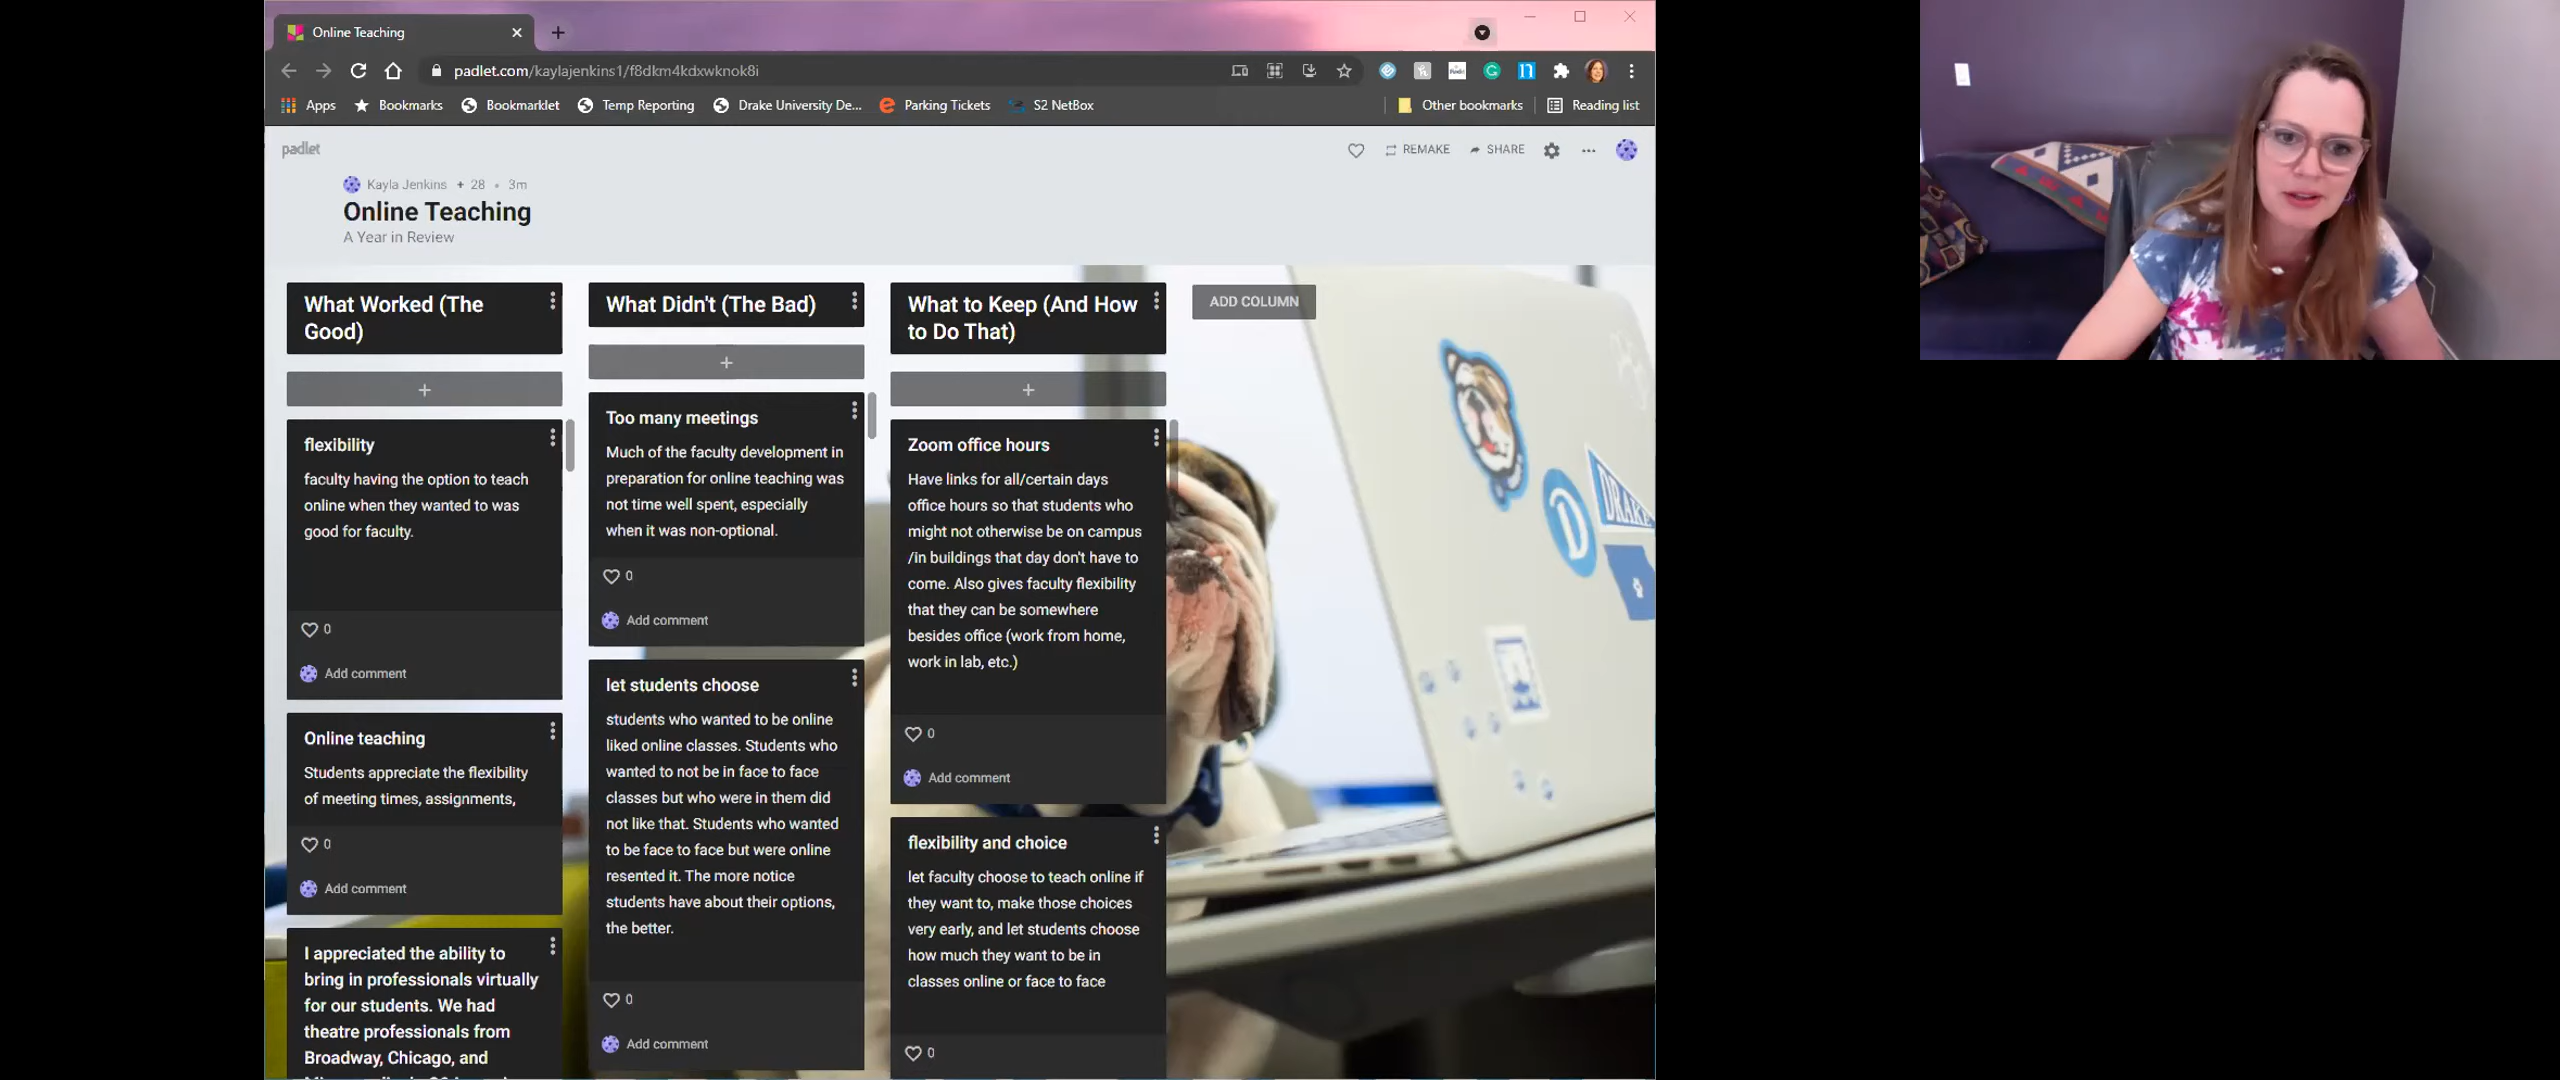 Online Teaching
padlet.com/kaylajenkins1/f8dkm4kdxwknok8i
Apps
Bookmarks
Bookmarklet
Temp Reporting
Drake University De...
Parking Tickets
S2 NetBox
Other bookmarks
Reading list
padlet
REMAKE
SHARE
Kayla Jenkins + 28 • 3m
Online Teaching
A Year in Review
What Worked (The
Good)
+
flexibility
faculty having the option to teach
online when they wanted to was
good for faculty.
0
Add comment
Online teaching
Students appreciate the flexibility
of meeting times, assignments,
0
Add comment
I appreciated the ability to
bring in professionals virtually
for our students. We had
theatre professionals from
Broadway, Chicago, and
What Didn't (The Bad)
+
Too many meetings
Much of the faculty development in
preparation for online teaching was
not time well spent, especially
when it was non-optional.
0
Add comment
let students choose
students who wanted to be online
liked online classes. Students who
wanted to not be in face to face
classes but who were in them did
not like that. Students who wanted
to be face to face but were online
resented it. The more notice
students have about their options,
the better.
0
Add comment
What to Keep (And How
to Do That)
+
Zoom office hours
Have links for all/certain days
office hours so that students who
might not otherwise be on campus
/in buildings that day don't have to
come. Also gives faculty flexibility
that they can be somewhere
besides office (work from home,
work in lab, etc.)
0
Add comment
flexibility and choice
let faculty choose to teach online if
they want to, make those choices
very early, and let students choose
how much they want to be in
classes online or face to face
0
ADD COLUMN
D
DRAKE